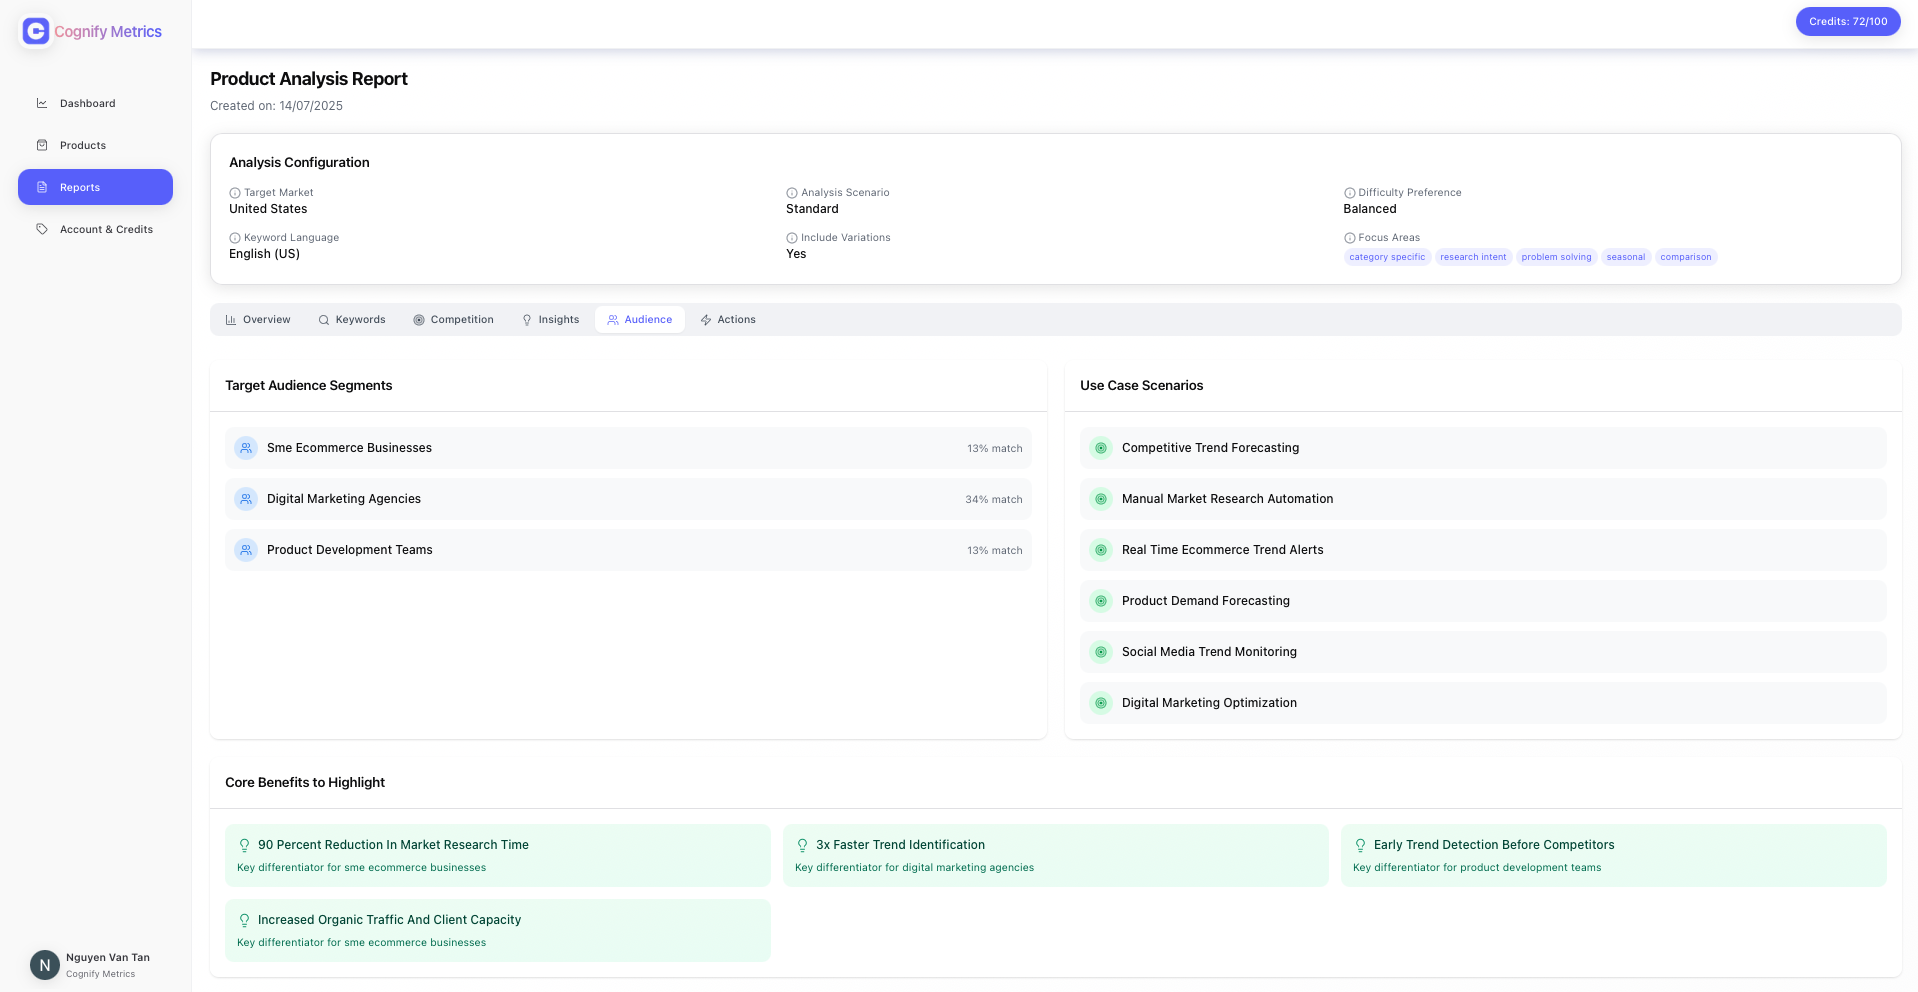 Cognify Metrics
Credits: 72/100
Dashboard
Products
Reports
Account & Credits
Product Analysis Report
Created on: 14/07/2025
Analysis Configuration
Target Market
United States
Analysis Scenario
Standard
Difficulty Preference
Balanced
Keyword Language
English (US)
Include Variations
Yes
Focus Areas
category specific research intent problem solving seasonal comparison
Overview Keywords Competition Insights Audience Actions
Target Audience Segments
Sme Ecommerce Businesses 13% match
Digital Marketing Agencies 34% match
Product Development Teams 13% match
Use Case Scenarios
Competitive Trend Forecasting
Manual Market Research Automation
Real Time Ecommerce Trend Alerts
Product Demand Forecasting
Social Media Trend Monitoring
Digital Marketing Optimization
Core Benefits to Highlight
90 Percent Reduction In Market Research Time
Key differentiator for sme ecommerce businesses
3x Faster Trend Identification
Key differentiator for digital marketing agencies
Early Trend Detection Before Competitors
Key differentiator for product development teams
Increased Organic Traffic And Client Capacity
Key differentiator for sme ecommerce businesses
N
Nguyen Van Tan
Cognify Metrics